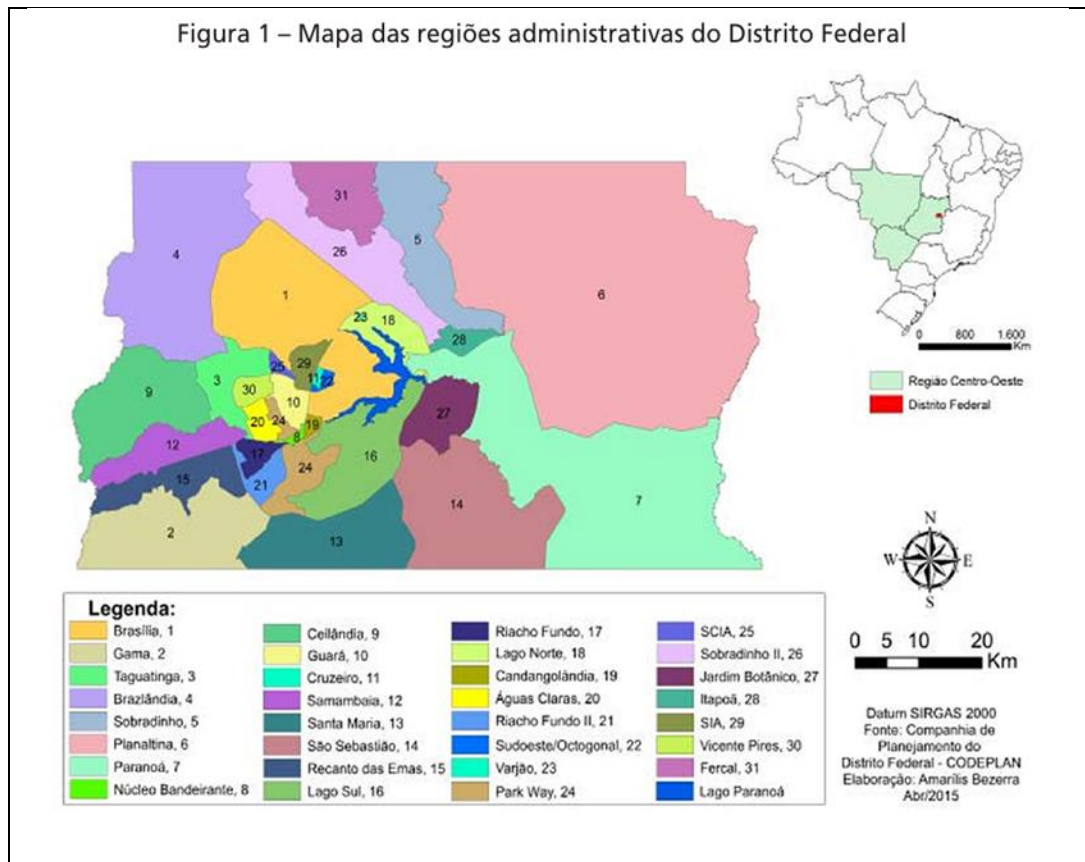 Figura 1 – Mapa das regiões administrativas do Distrito Federal
31
5
4
26
6
1
23
18
28
25
29
3
11
22
9
30
10
27
20
24
19
8
12
17
24
16
15
21
7
14
2
13
0 800 1.600
Km
Região Centro-Oeste
Distrito Federal
N
W
E
S
0 5 10 20
Km
Legenda:
Brasília, 1
Gama, 2
Taguatinga, 3
Brazlândia, 4
Sobradinho, 5
Planaltina, 6
Paranoá, 7
Núcleo Bandeirante, 8
Ceilândia, 9
Guará, 10
Cruzeiro, 11
Samambaia, 12
Santa Maria, 13
São Sebastião, 14
Recanto das Emas, 15
Lago Sul, 16
Riacho Fundo, 17
Lago Norte, 18
Candangolândia, 19
Águas Claras, 20
Riacho Fundo II, 21
Sudoeste/Octogonal, 22
Varjão, 23
Park Way, 24
SCIA, 25
Sobradinho II, 26
Jardim Botânico, 27
Itapoã, 28
SIA, 29
Vicente Pires, 30
Fercal, 31
Lago Paranoá
Datum SIRGAS 2000
Fonte: Companhia de
Planejamento do
Distrito Federal - CODEPLAN
Elaboração: Amarílis Bezerra
Abr/2015